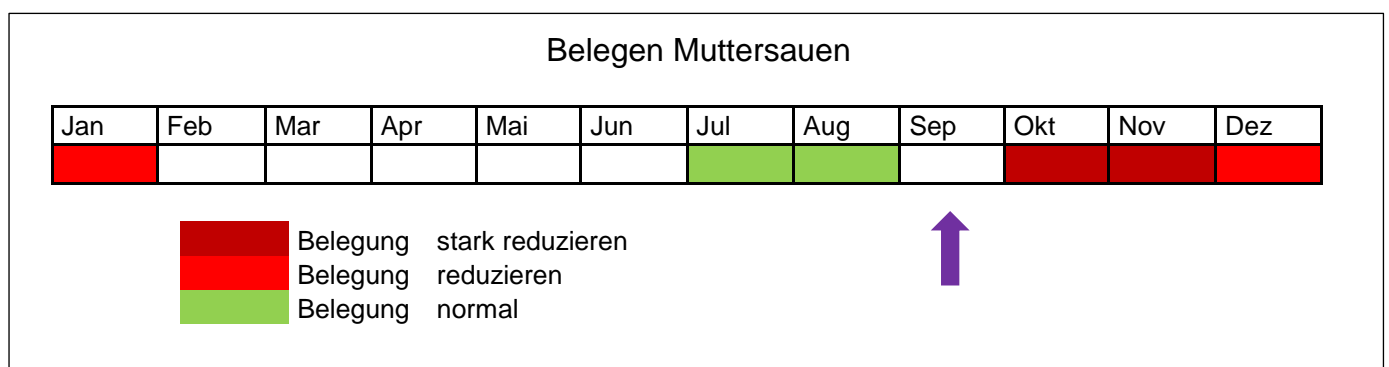 Belegen Muttersauen
Jan Feb Mar Apr Mai Jun Jul Aug Sep Okt Nov Dez
Belegung stark reduzieren
Belegung reduzieren
Belegung normal